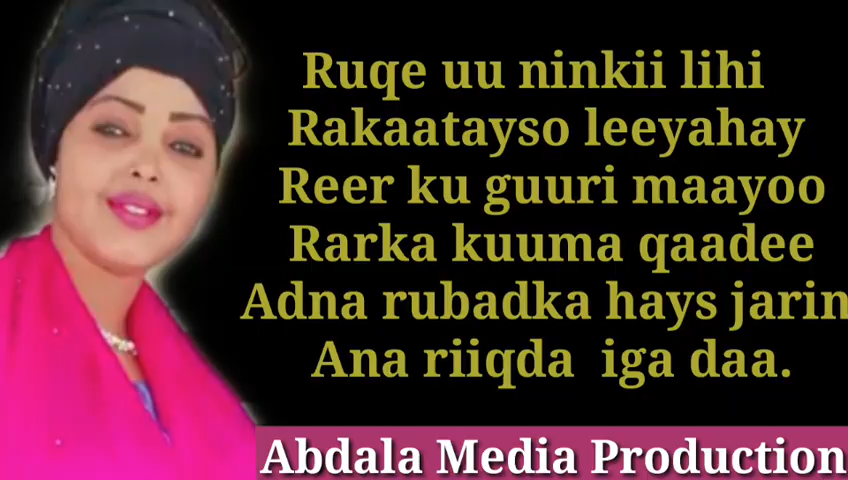 Ruqe uu ninkii lihi
Rakaatayso leeyahay
Reer ku guuri maayoo
Rarka kuuma qaadee
Adna rubadka hays jarin
Ana riiqda iga daa.
Abdala Media Production